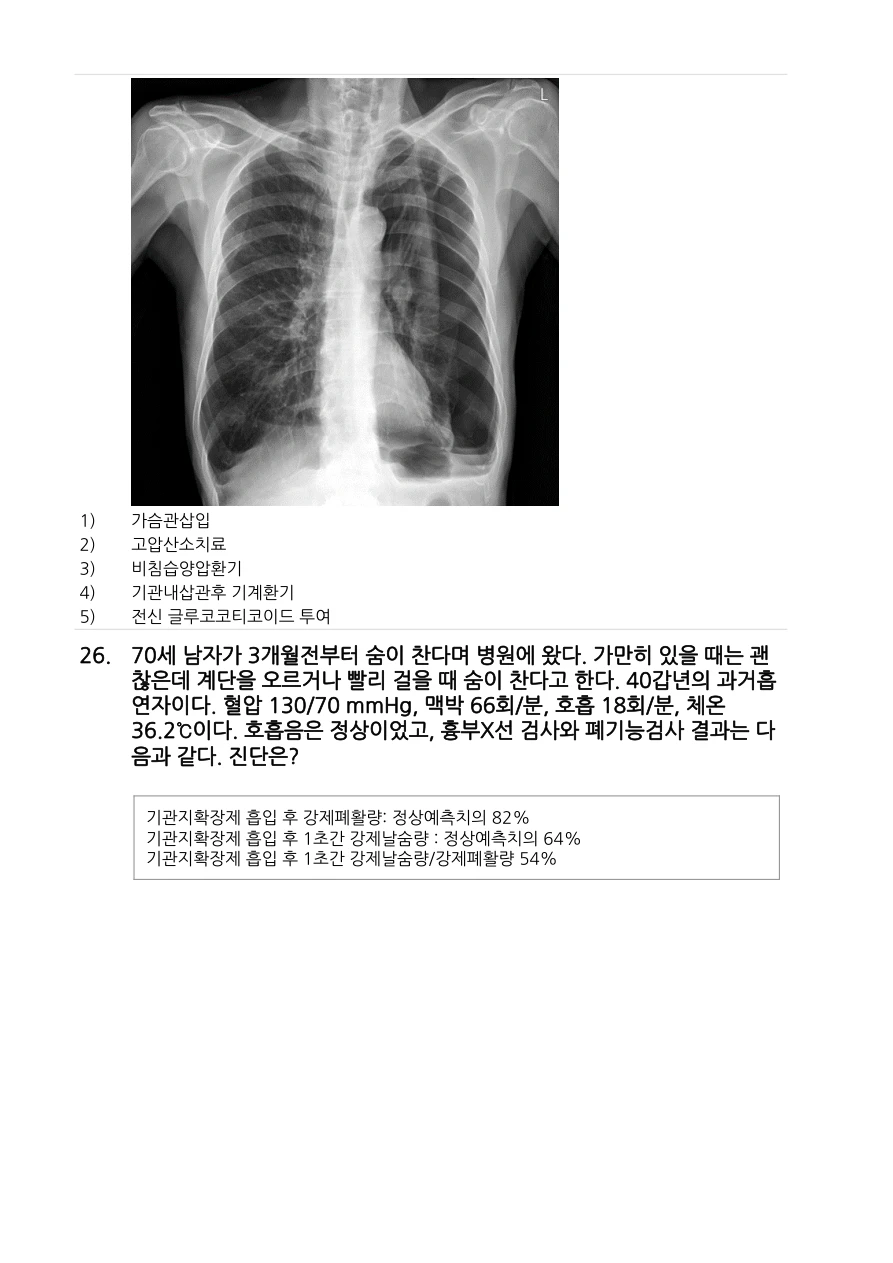 L
1) 가슴관삽입
2) 고압산소치료
3) 비침습양압환기
4) 기관내삽관후 기계환기
5) 전신 글루코코티코이드 투여
26. 70세 남자가 3개월전부터 숨이 찬다며 병원에 왔다. 가만히 있을 때는 괜
찮은데 계단을 오르거나 빨리 걸을 때 숨이 찬다고 한다. 40갑년의 과거흡
연자이다. 혈압 130/70 mmHg, 맥박 66회/분, 호흡 18회/분, 체온
36.2℃이다. 호흡음은 정상이었고, 흉부X선 검사와 폐기능검사 결과는 다
음과 같다. 진단은?
기관지확장제 흡입 후 강제폐활량: 정상예측치의 82%
기관지확장제 흡입 후 1초간 강제날숨량 : 정상예측치의 64%
기관지확장제 흡입 후 1초간 강제날숨량/강제폐활량 54%